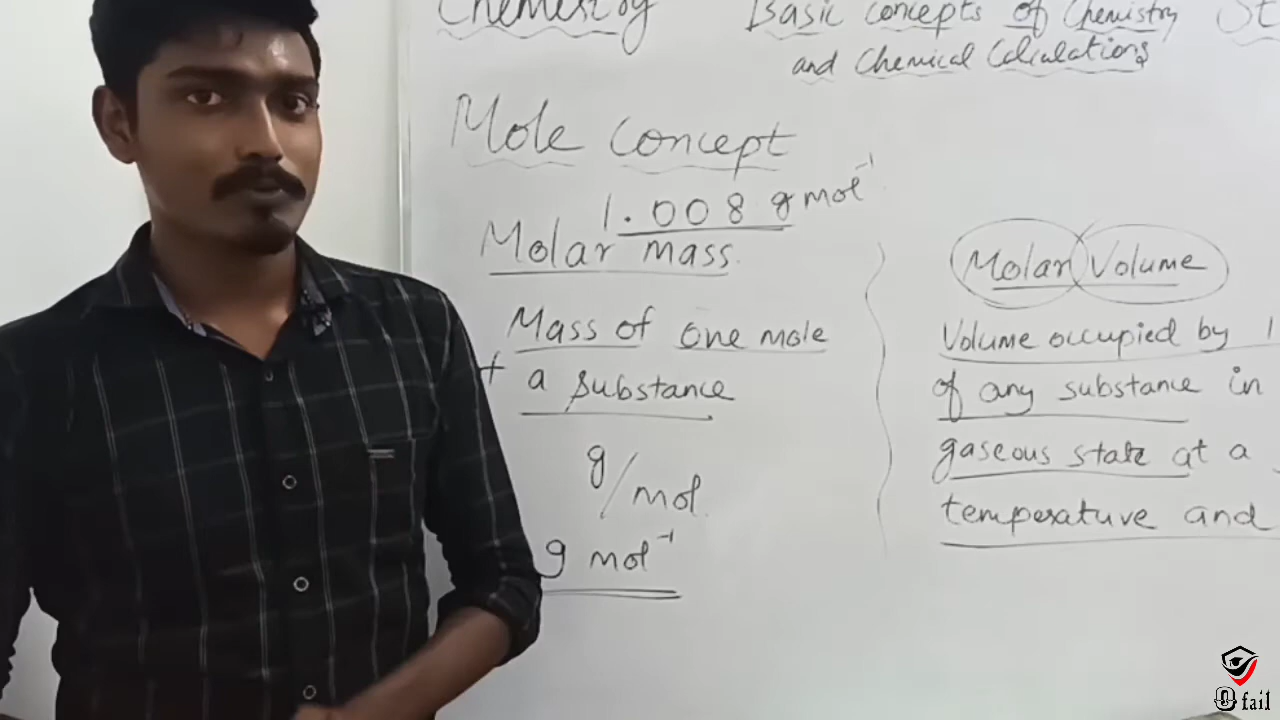 Chemistry
Basic concepts of Chemistry
and Chemical Calculations
Mole Concept
1.008 g mol⁻¹
Molar mass
Mass of one mole
a substance
g/mol
g mol⁻¹
Molar Volume
Volume occupied by 1
of any substance in
gaseous state at a
temperature and
fail